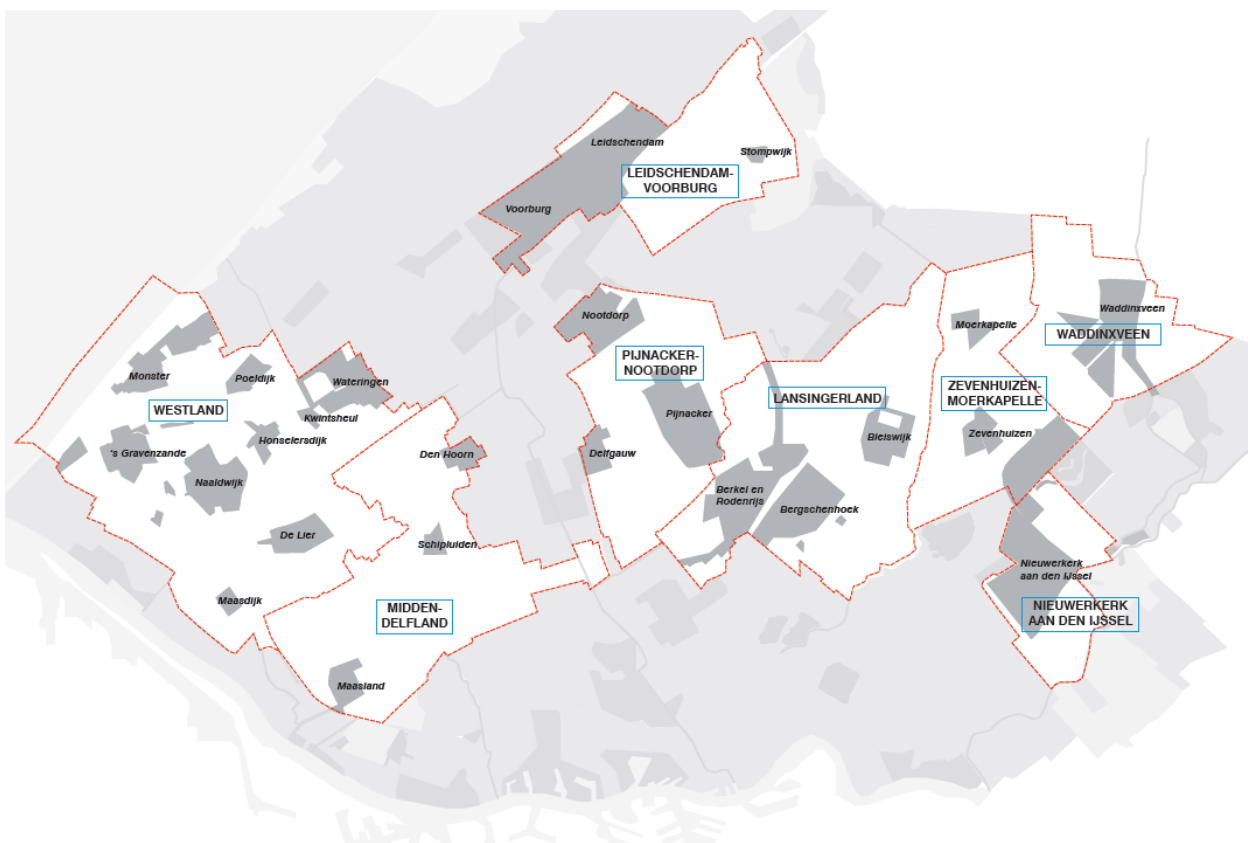 Leidschendam
Stompwijk
LEIDSCHENDAM-
VOORBURG
Voorburg
Nootdorp
PIJNACKER-
NOOTDORP
Pijnacker
Delfgauw
Moerkapelle
Waddinxveen
WADDINXVEEN
ZEVENHUIZEN-
MOERKAPELLE
Zevenhuizen
LANSINGERLAND
Bleiswijk
Berkel en
Rodenrijs
Bergschenhoek
Monster
Poeldijk
Wateringen
WESTLAND
Kwintsheul
Honselersdijk
's Gravenzande
Naaldwijk
De Lier
Maasdijk
Den Hoorn
Schipluiden
MIDDEN-
DELFLAND
Maasland
Nieuwerkerk
aan den IJssel
NIEUWERKERK
AAN DEN IJSSEL